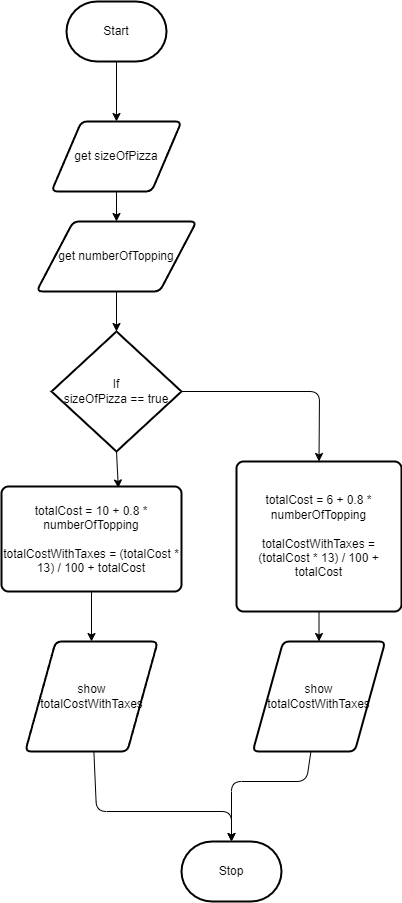 Start
get sizeOfPizza
get numberOfTopping
If
sizeOfPizza == true
totalCost = 10 + 0.8 *
numberOfTopping
totalCostWithTaxes = (totalCost *
13) / 100 + totalCost
totalCost = 6 + 0.8 *
numberOfTopping
totalCostWithTaxes =
(totalCost * 13) / 100 +
totalCost
show
totalCostWithTaxes
show
totalCostWithTaxes
Stop